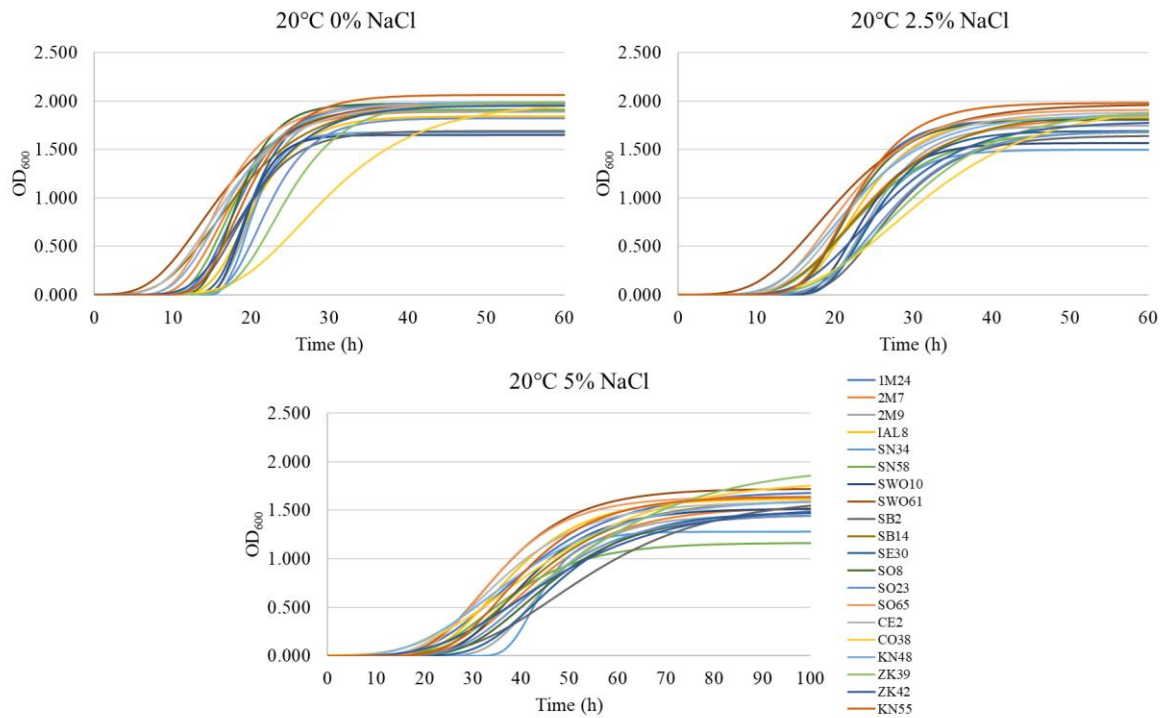 20°C 0% NaCl
2.500
2.000
1.500
1.000
0.500
0.000
OD600
0 10 20 30 40 50 60
Time (h)
20°C 2.5% NaCl
2.500
2.000
1.500
1.000
0.500
0.000
OD600
0 10 20 30 40 50 60
Time (h)
20°C 5% NaCl
2.500
2.000
1.500
1.000
0.500
0.000
OD600
0 10 20 30 40 50 60 70 80 90 100
Time (h)
1M24
2M7
2M9
IAL8
SN34
SN58
SWO10
SWO61
SB2
SB14
SE30
SO8
SO23
SO65
CE2
CO38
KN48
ZK39
ZK42
KN55